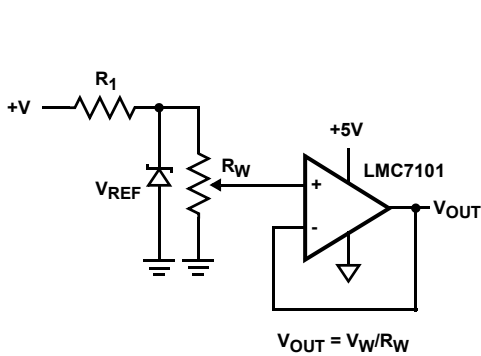 R1
+V
+5V
RW
LMC7101
VREF
+
-
VOUT
VOUT = VW/RW